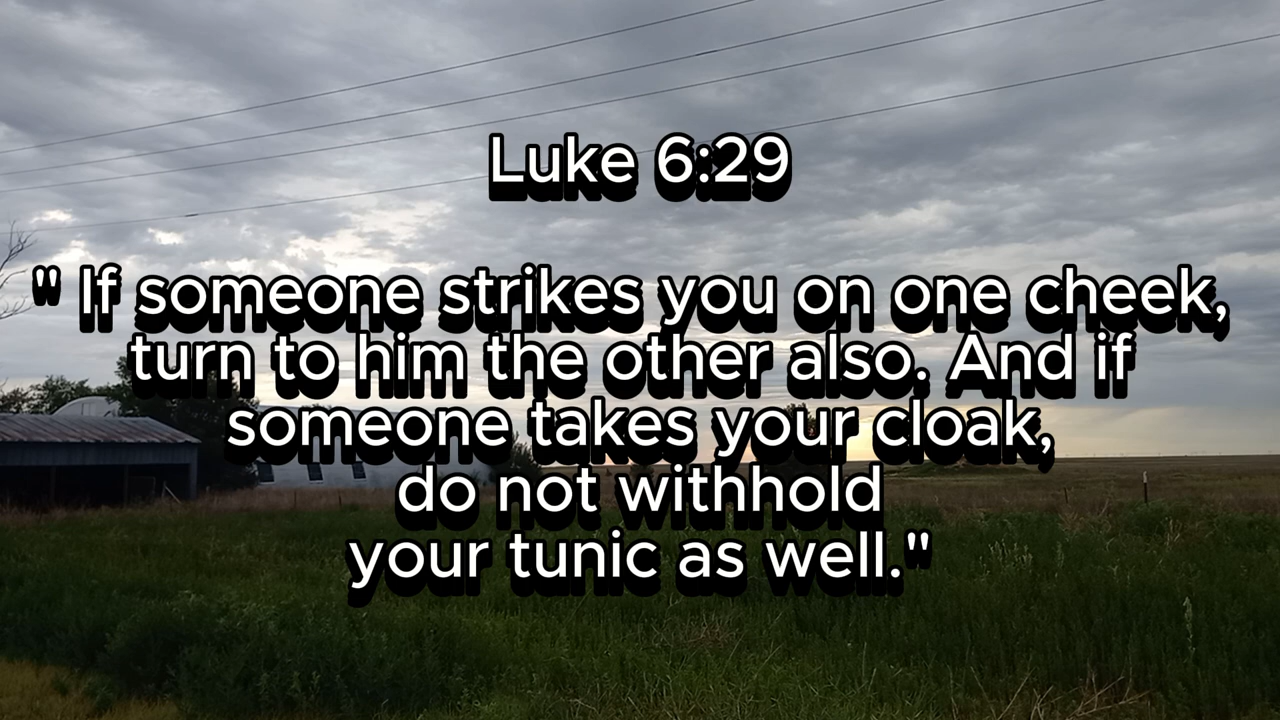 Luke 6:29
" If someone strikes you on one cheek,
turn to him the other also. And if
someone takes your cloak,
do not withhold
your tunic as well."